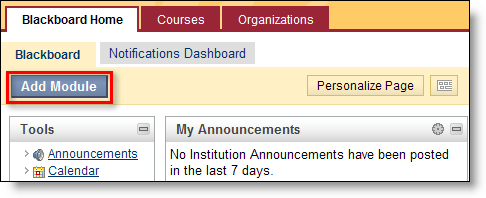 Blackboard Home Courses Organizations
Blackboard Notifications Dashboard
Add Module Personalize Page
Tools My Announcements
Announcements No Institution Announcements have been posted
Calendar in the last 7 days.